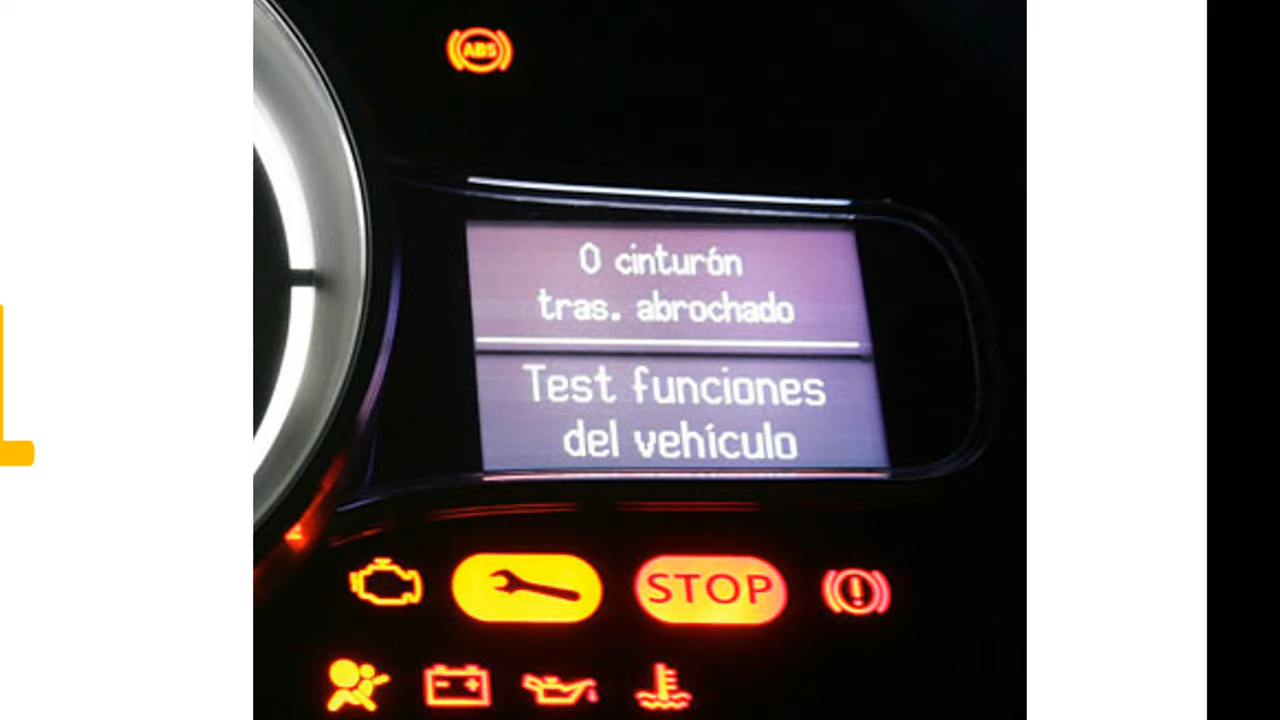 ABS
0 cinturón
tras. abrochado
Test funciones
del vehículo
STOP